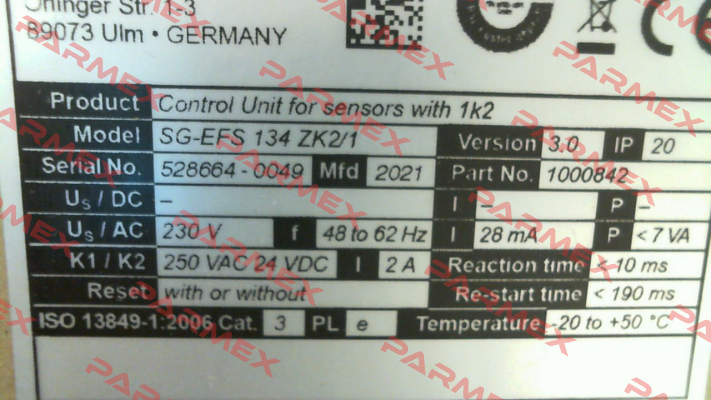 Öhinger Str. 1-3
89073 Ulm • GERMANY
Product Control Unit for sensors with 1k2
Model SG-EFS 134 ZK2/1 Version 3.0 IP 20
Serial No. 528664 - 0049 Mfd 2021 Part No. 1000842
US / DC – I P –
US / AC 230 V f 48 to 62 Hz I 28 mA P < 7 VA
K1 / K2 250 VAC 24 VDC I 2 A Reaction time < 10 ms
Reset with or without Re-start time < 190 ms
ISO 13849-1:2006 Cat. 3 PL e Temperature -20 to +50 °C
PARMEX